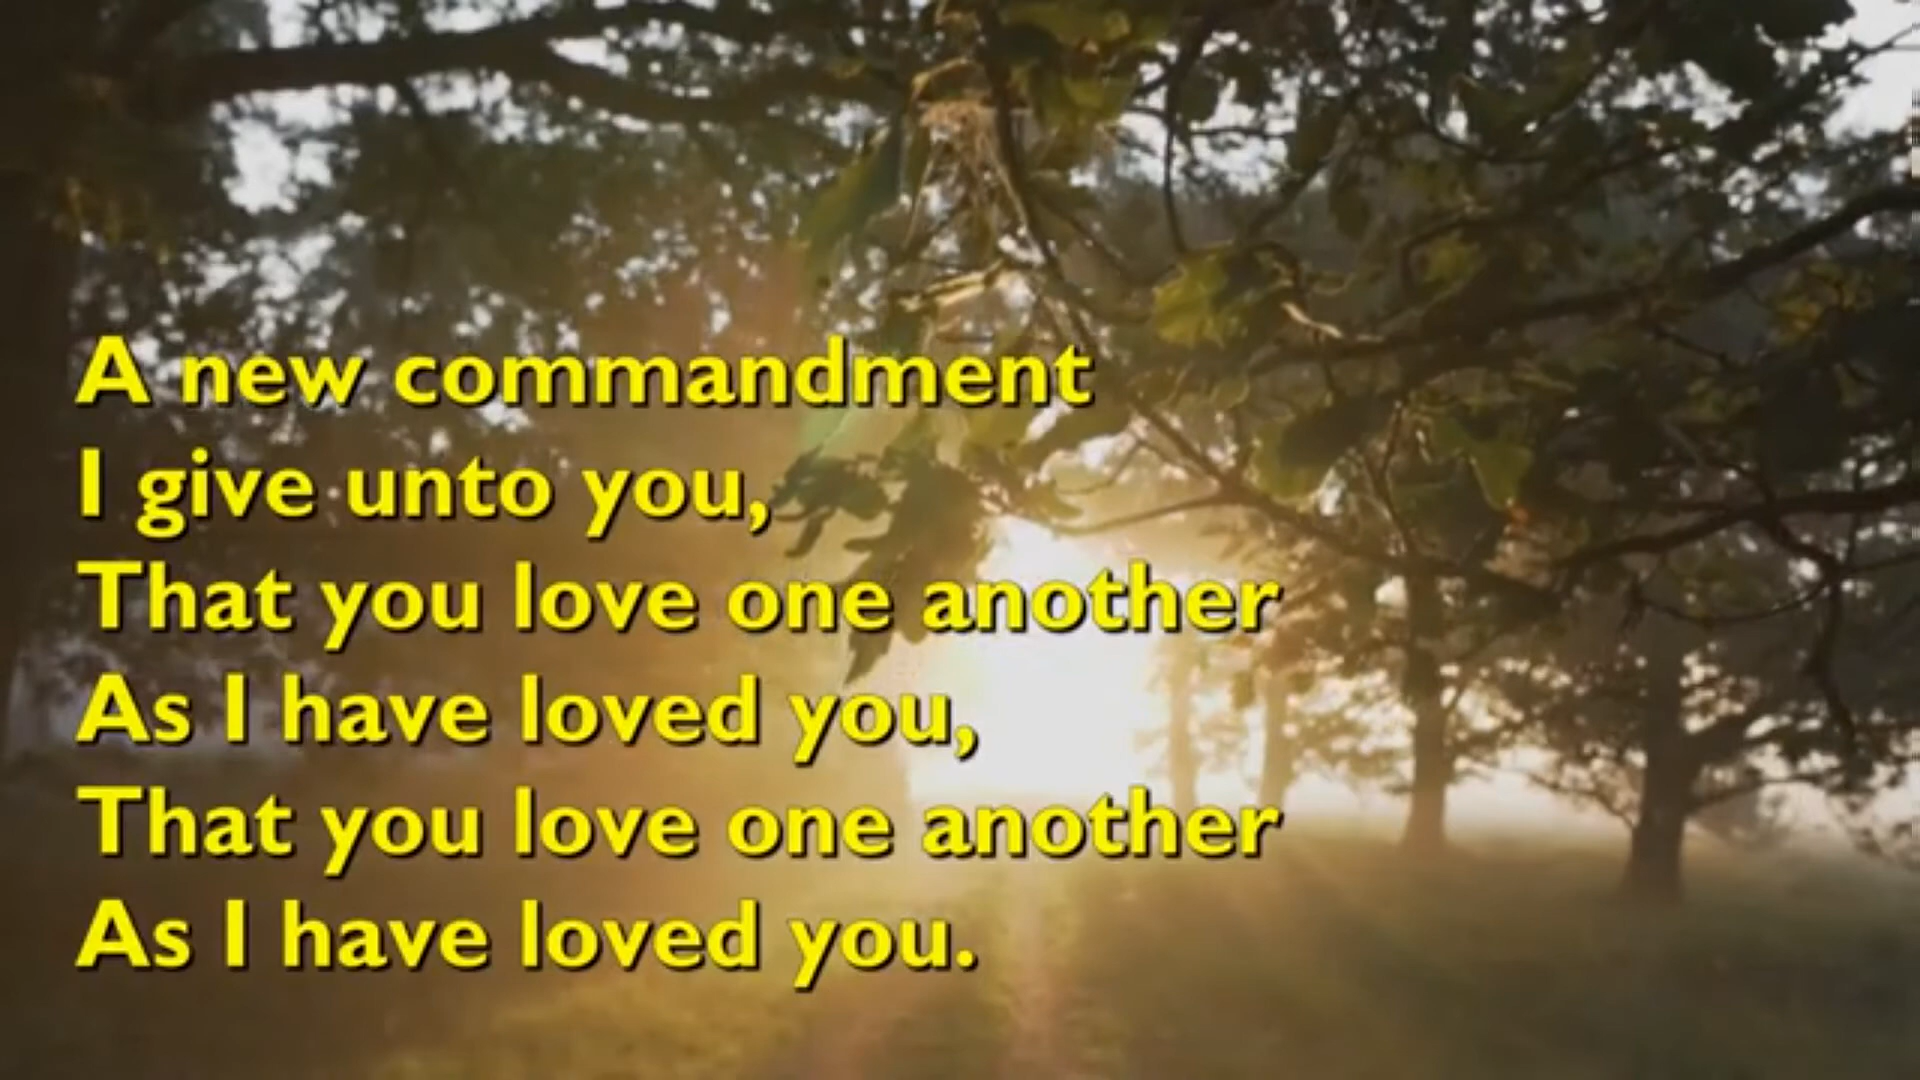 A new commandment
I give unto you,
That you love one another
As I have loved you,
That you love one another
As I have loved you.